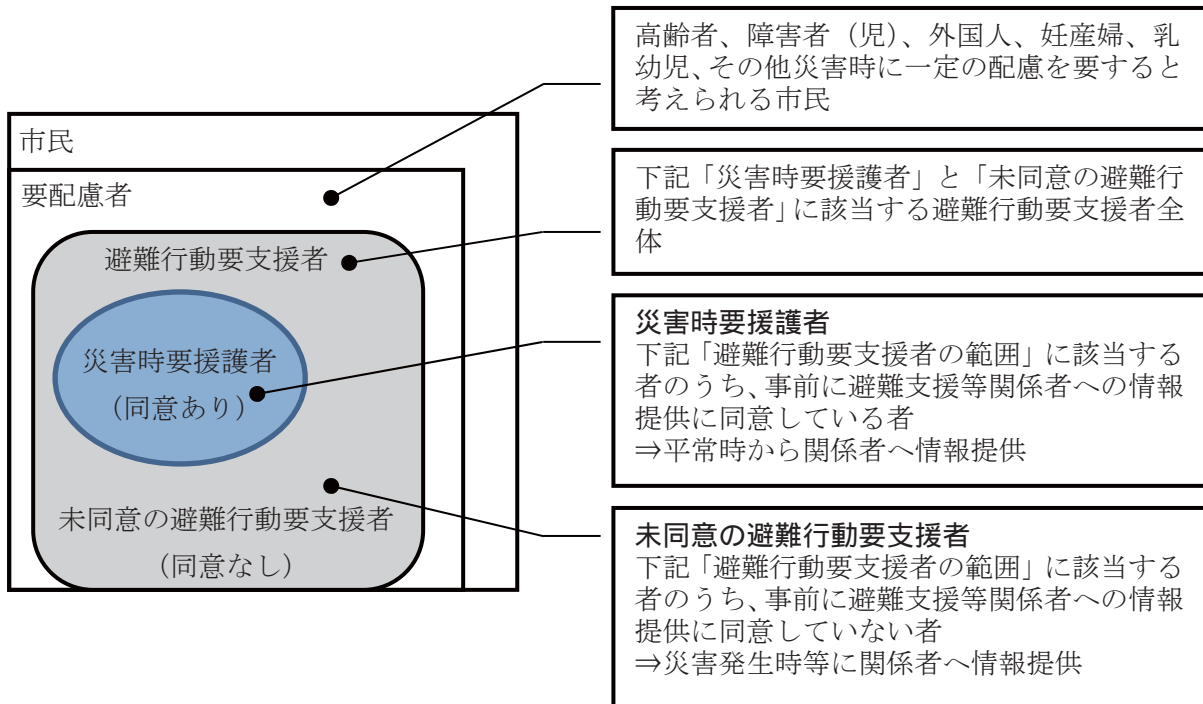 市民
要配慮者
避難行動要支援者
災害時要援護者
(同意あり)
未同意の避難行動要支援者
(同意なし)
高齢者、障害者（児）、外国人、妊産婦、乳
幼児、その他災害時に一定の配慮を要すると
考えられる市民
下記「災害時要援護者」と「未同意の避難行
動要支援者」に該当する避難行動要支援者全
体
災害時要援護者
下記「避難行動要支援者の範囲」に該当する
者のうち、事前に避難支援等関係者への情報
提供に同意している者
⇒平常時から関係者へ情報提供
未同意の避難行動要支援者
下記「避難行動要支援者の範囲」に該当する
者のうち、事前に避難支援等関係者への情報
提供に同意していない者
⇒災害発生時等に関係者へ情報提供